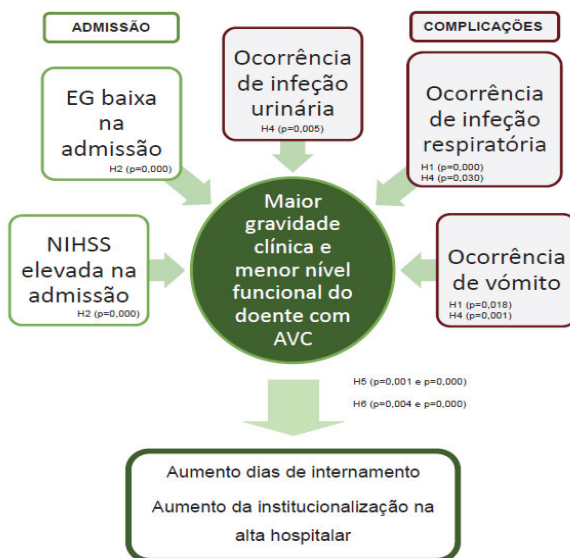 ADMISSÃO
COMPLICAÇÕES
EG baixa
na
admissão
H2 (p=0,000)
Ocorrência
de infeção
urinária
H4 (p=0,005)
Ocorrência
de infeção
respiratória
H1 (p=0,000)
H4 (p=0,030)
NIHSS
elevada na
admissão
H2 (p=0,000)
Maior
gravidade
clínica e
menor nível
funcional do
doente com
AVC
Ocorrência
de vómito
H1 (p=0,018)
H4 (p=0,001)
H5 (p=0,001 e p=0,000)
H6 (p=0,004 e p=0,000)
Aumento dias de internamento
Aumento da institucionalização na
alta hospitalar